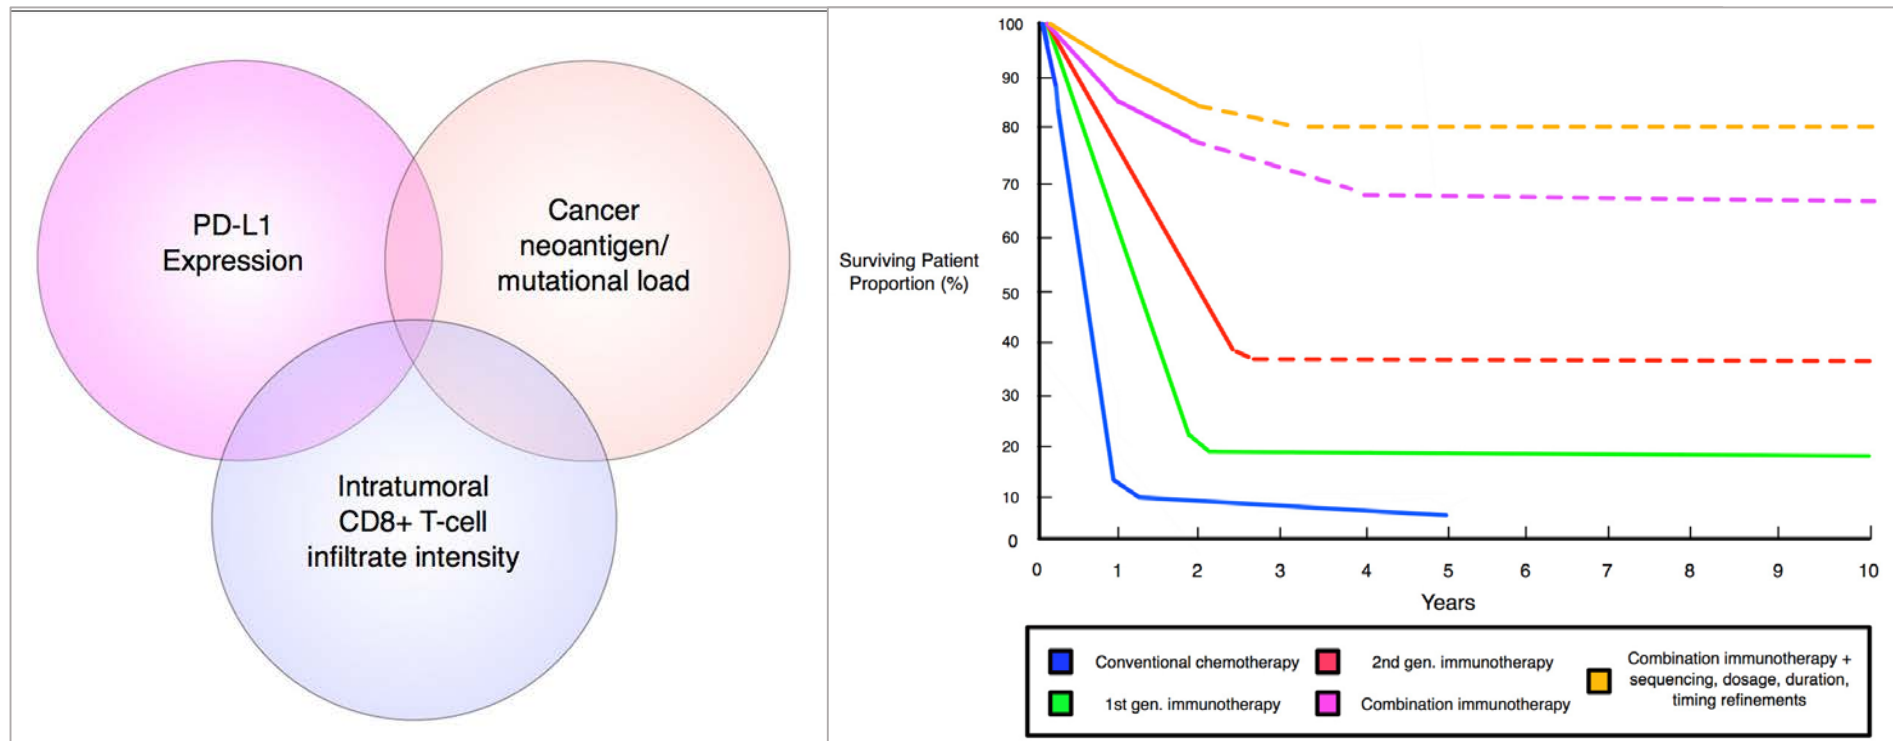 PD-L1
Expression
Cancer
neoantigen/
mutational load
Intratumoral
CD8+ T-cell
infiltrate intensity
100
90
80
70
60
50
40
30
20
10
0
Surviving Patient
Proportion (%)
0 1 2 3 4 5 6 7 8 9 10
Years
Conventional chemotherapy
1st gen. immunotherapy
2nd gen. immunotherapy
Combination immunotherapy
Combination immunotherapy +
sequencing, dosage, duration,
timing refinements